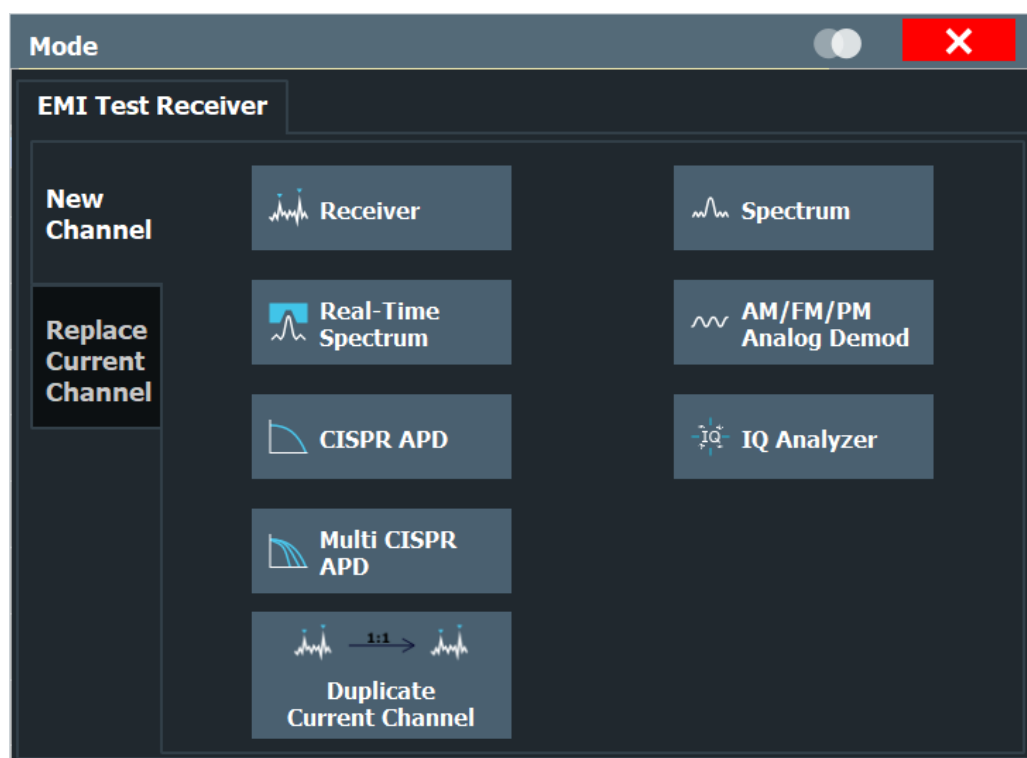 Mode
EMI Test Receiver
New
Channel
Replace
Current
Channel
Receiver
Spectrum
Real-Time
Spectrum
AM/FM/PM
Analog Demod
CISPR APD
IQ
IQ Analyzer
Multi CISPR
APD
1:1
Duplicate
Current Channel